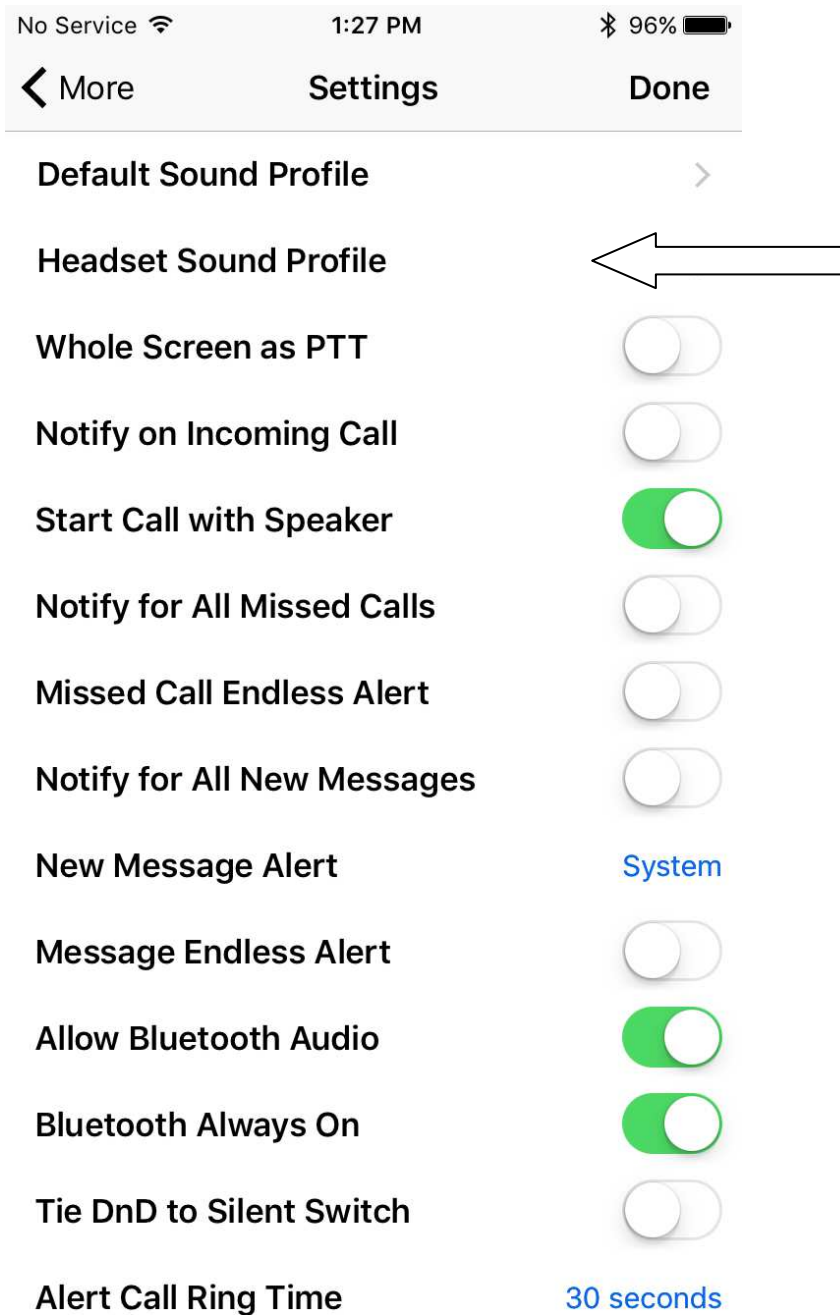 No Service 1:27 PM 96%
More Settings Done
Default Sound Profile
Headset Sound Profile
Whole Screen as PTT
Notify on Incoming Call
Start Call with Speaker
Notify for All Missed Calls
Missed Call Endless Alert
Notify for All New Messages
New Message Alert System
Message Endless Alert
Allow Bluetooth Audio
Bluetooth Always On
Tie DnD to Silent Switch
Alert Call Ring Time 30 seconds